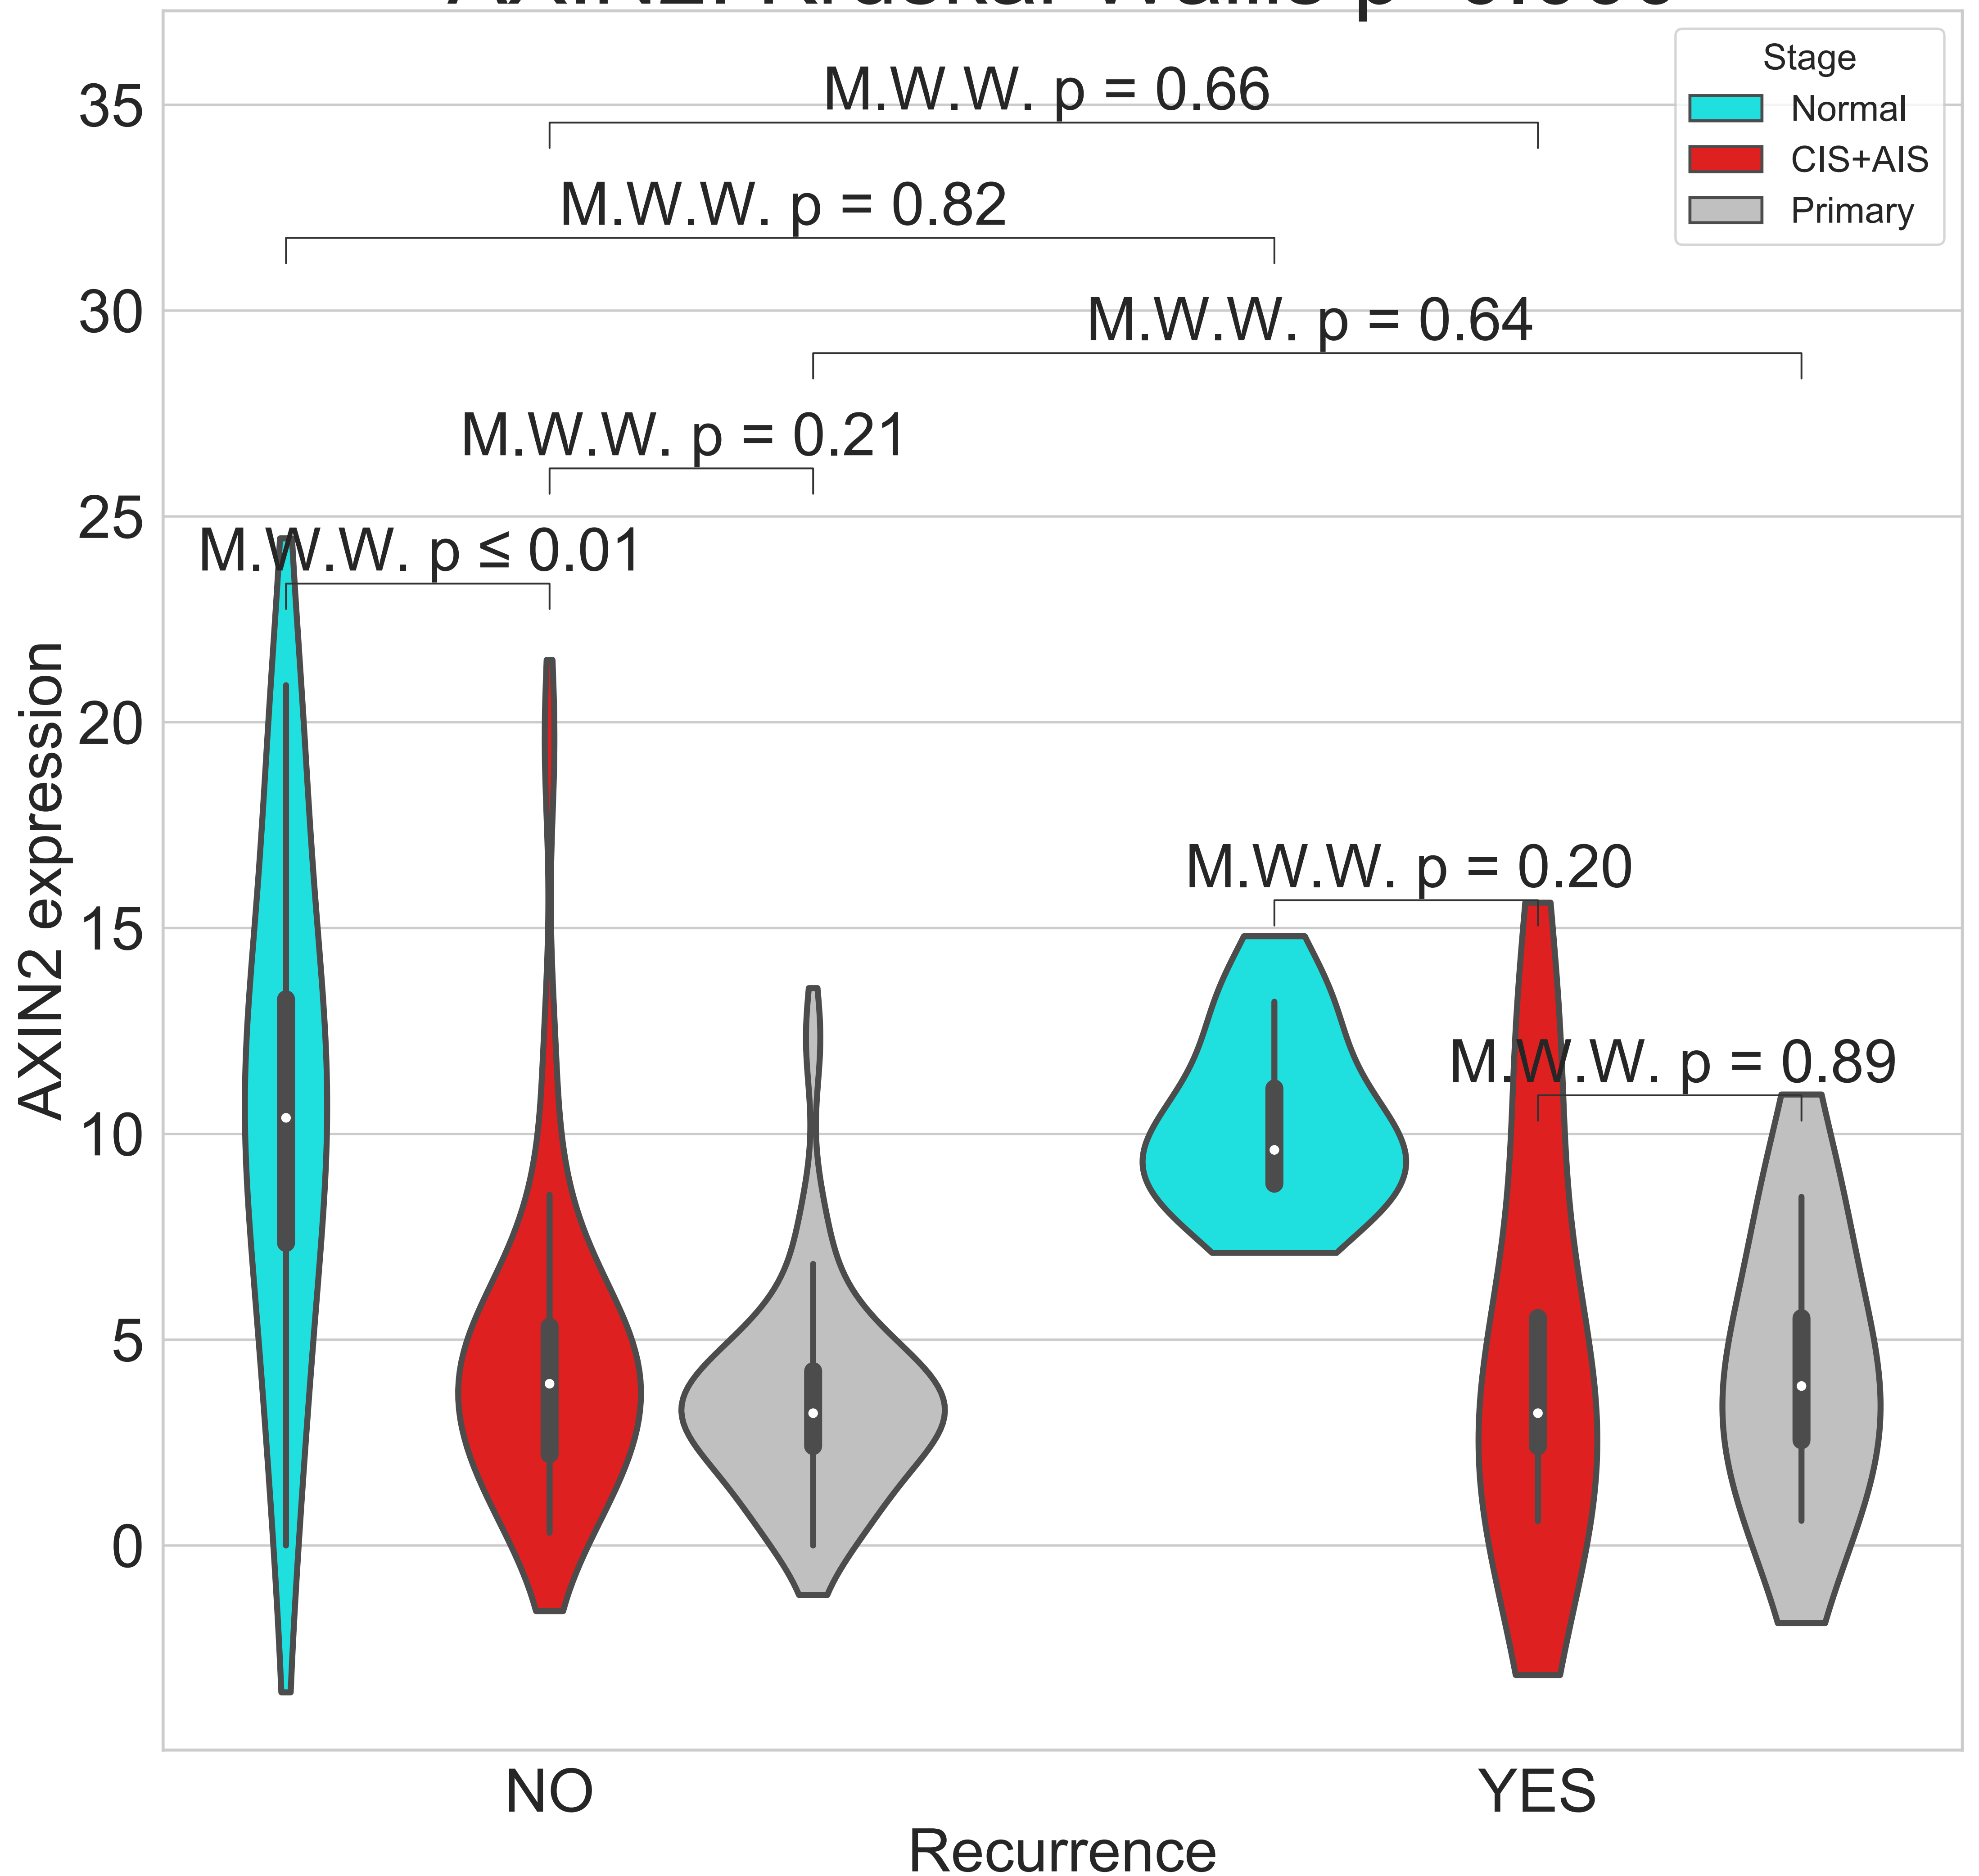 Stage
Normal
CIS+AIS
Primary
35
30
25
20
15
10
5
0
AXIN2 expression
M.W.W. p = 0.66
M.W.W. p = 0.82
M.W.W. p = 0.64
M.W.W. p = 0.21
M.W.W. p ≤ 0.01
M.W.W. p = 0.20
M.W.W. p = 0.89
NO
YES
Recurrence